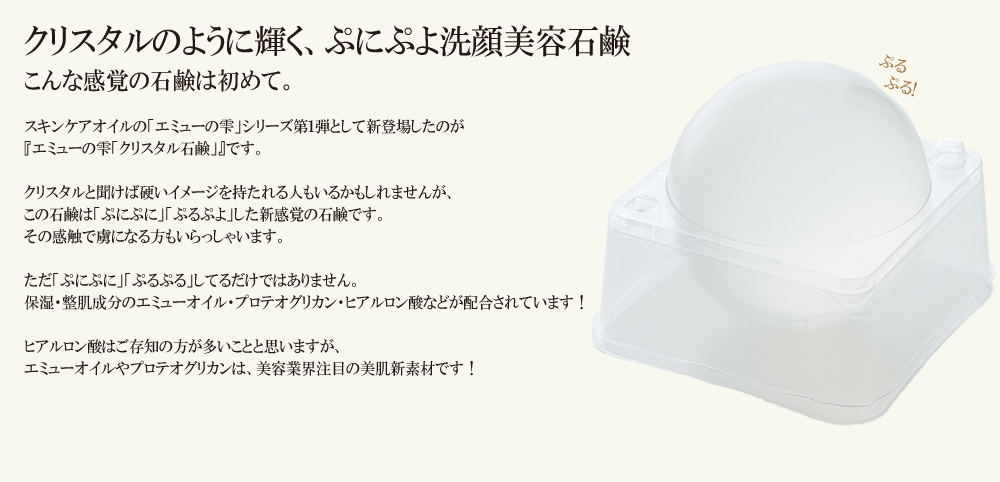 クリスタルのように輝く、ぷにぷよ洗顔美容石鹸
こんな感覚の石鹸は初めて。
スキンケアオイルの「エミューの雫」シリーズ第1弾として新登場したのが
『エミューの雫「クリスタル石鹸」』です。
クリスタルと聞けば硬いイメージを持たれる人もいるかもしれませんが、
この石鹸は「ぷにぷに」「ぷるぷよ」した新感覚の石鹸です。
その感触で虜になる方もいらっしゃいます。
ただ「ぷにぷに」「ぷるぷる」してるだけではありません。
保湿・整肌成分のエミューオイル・プロテオグリカン・ヒアルロン酸などが配合されています！
ヒアルロン酸はご存知の方が多いことと思いますが、
エミューオイルやプロテオグリカンは、美容業界注目の美肌新素材です！
ぷる
ぷる!